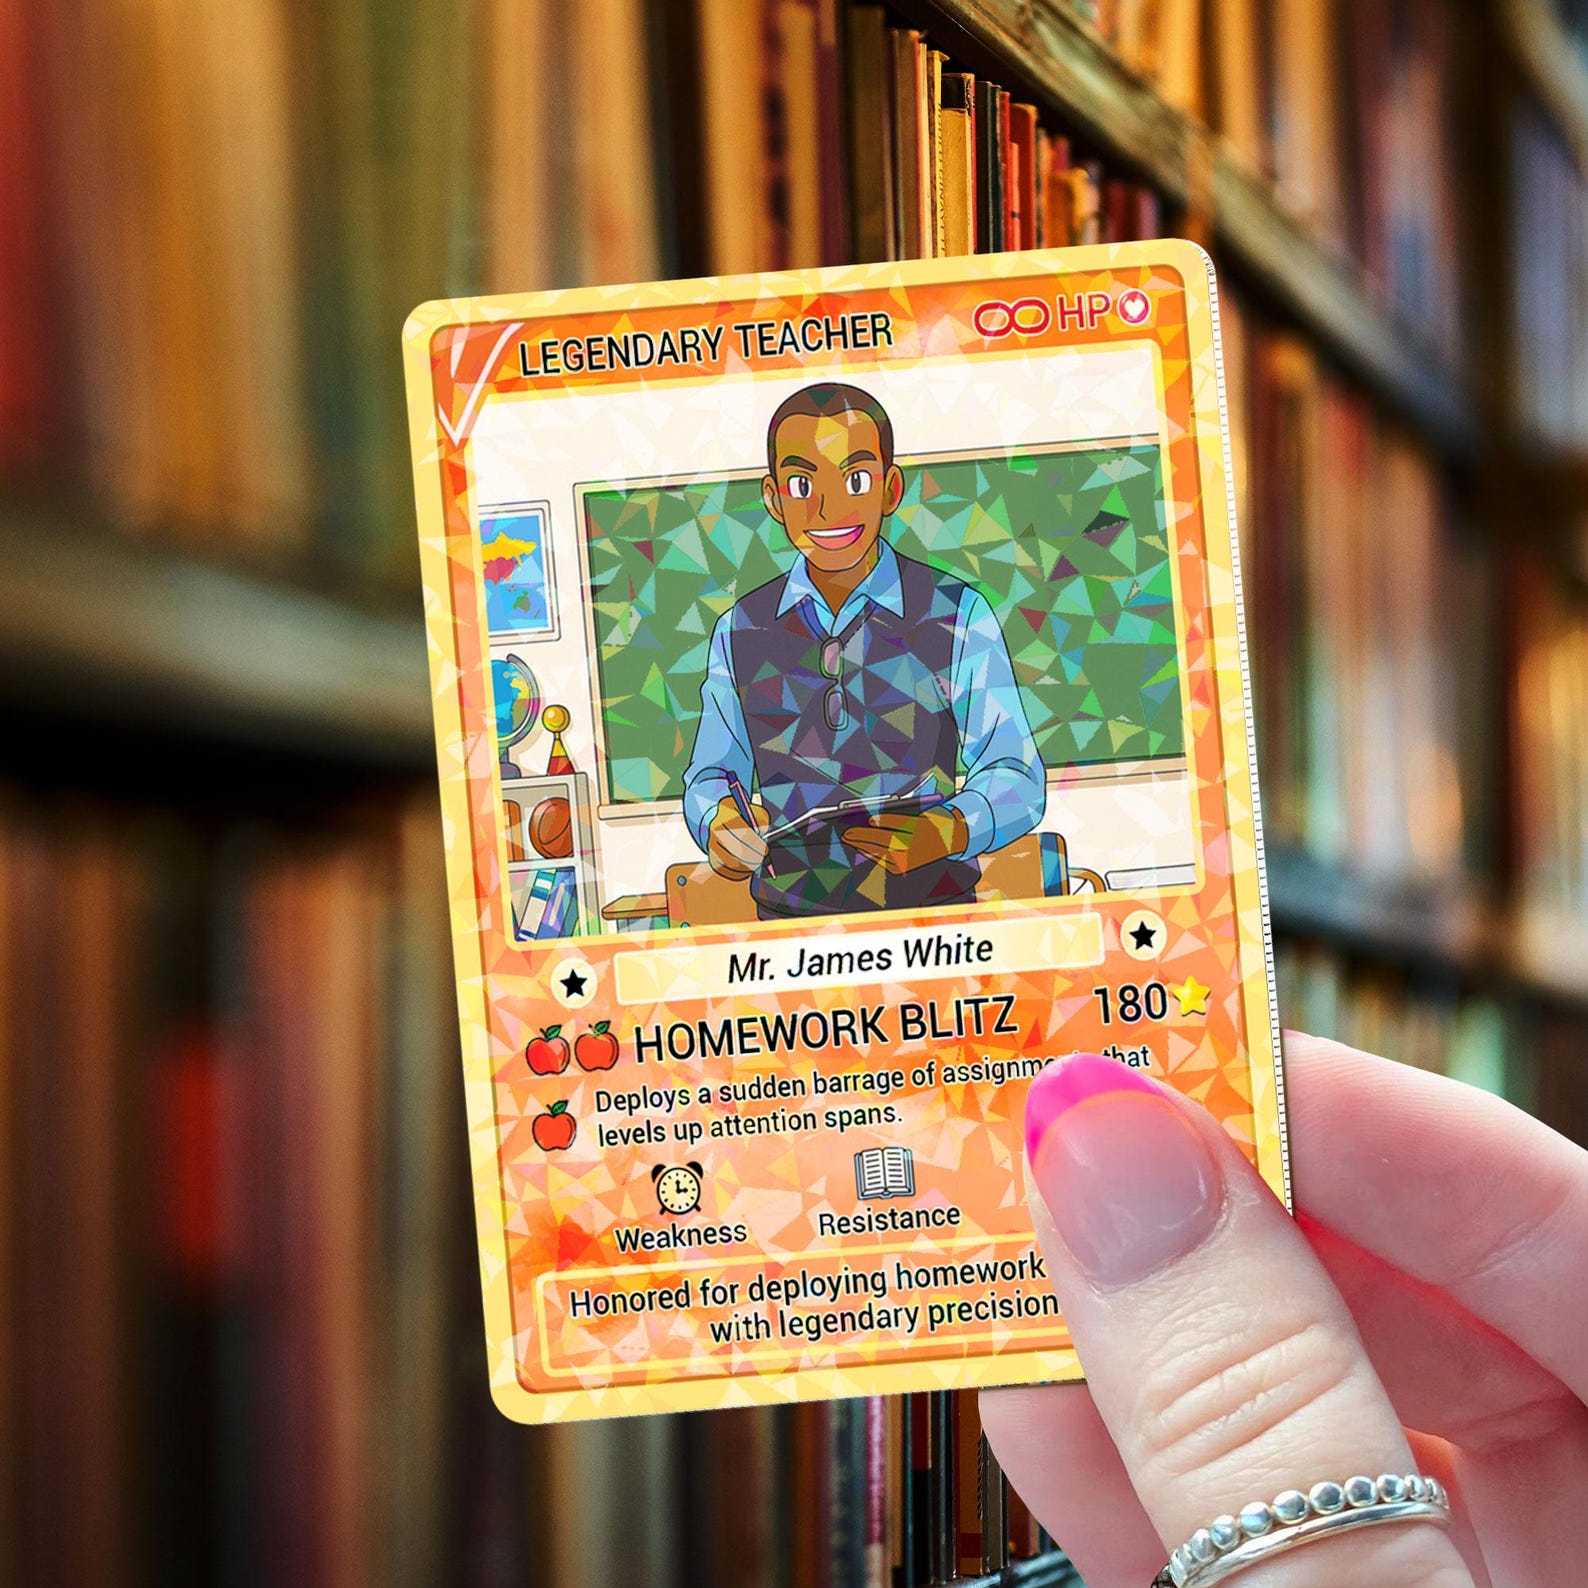 LEGENDARY TEACHER
∞ HP
Mr. James White
HOMEWORK BLITZ 180
Deploys a sudden barrage of that
levels up attention spans.
Weakness Resistance
Honored for deploying homework
with legendary precision